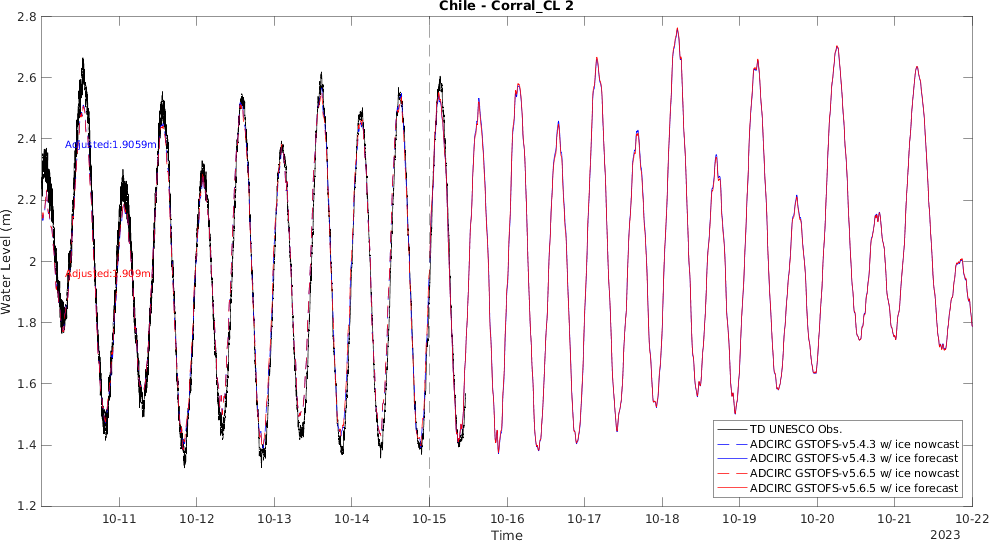 Chile - Corral_CL 2
2.8
2.6
2.4
2.2
2
1.8
1.6
1.4
1.2
Water Level (m)
Adjusted:1.9059m
Adjusted:1.909m
TD UNESCO Obs.
ADCIRC GSTOFS-v5.4.3 w/ ice nowcast
ADCIRC GSTOFS-v5.4.3 w/ ice forecast
ADCIRC GSTOFS-v5.6.5 w/ ice nowcast
ADCIRC GSTOFS-v5.6.5 w/ ice forecast
10-11 10-12 10-13 10-14 10-15 10-16 10-17 10-18 10-19 10-20 10-21 10-22
Time
2023